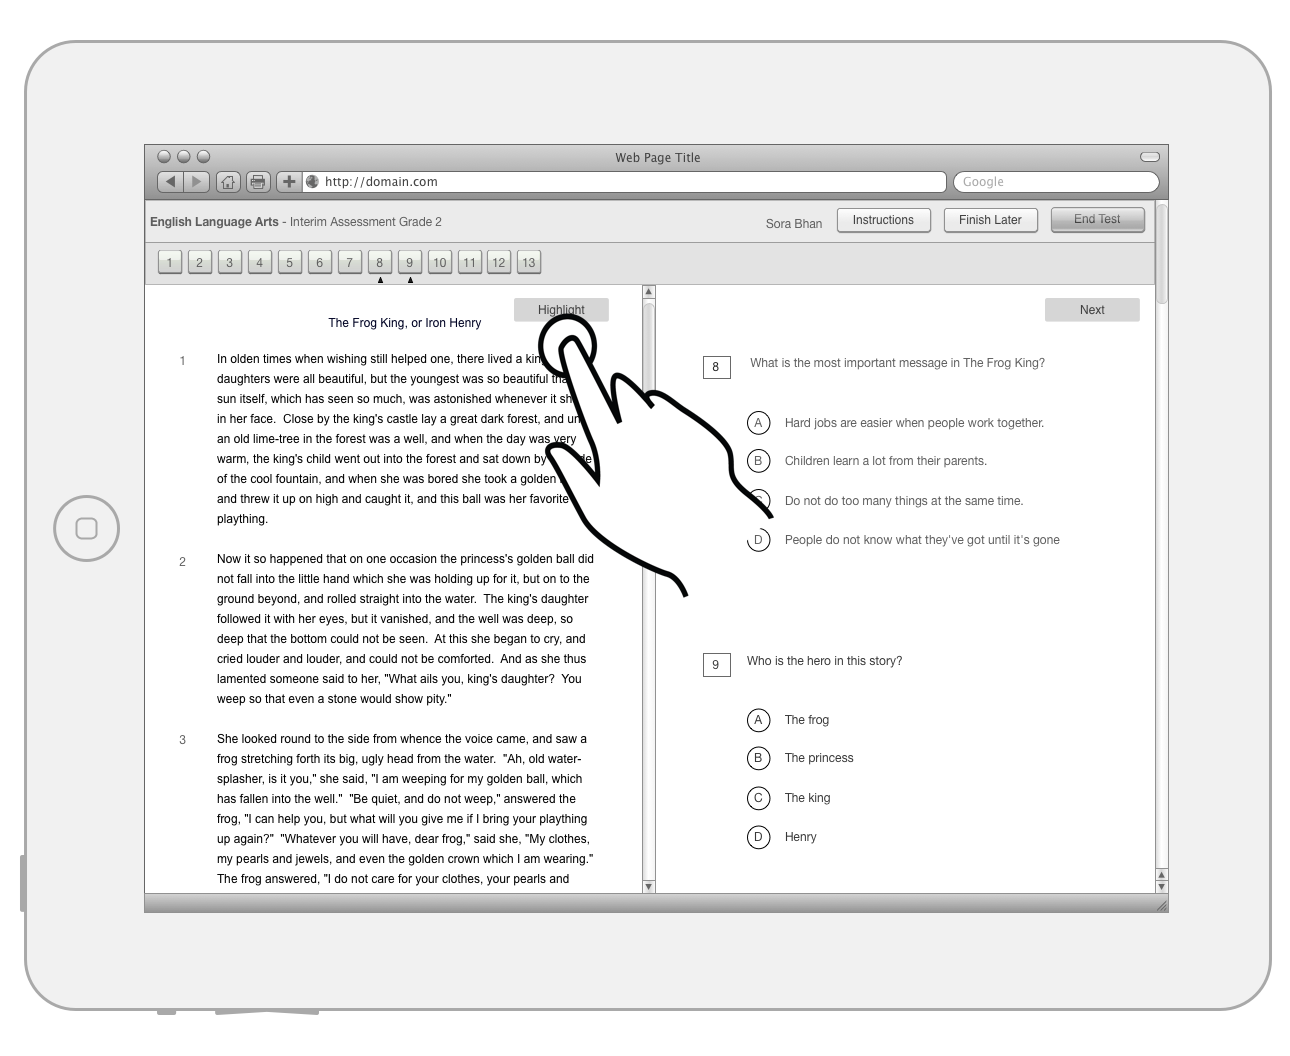 Web Page Title
http://domain.com
Google
English Language Arts - Interim Assessment Grade 2
Sora Bhan
Instructions
Finish Later
End Test
1 2 3 4 5 6 7 8 9 10 11 12 13
Highlight
The Frog King, or Iron Henry
1
In olden times when wishing still helped one, there lived a
daughters were all beautiful, but the youngest was so beautiful
sun itself, which has seen so much, was astonished whenever it
in her face. Close by the king's castle lay a great dark forest, and
an old lime-tree in the forest was a well, and when the day was very
warm, the king's child went out into the forest and sat down by
of the cool fountain, and when she was bored she took a golden
and threw it up on high and caught it, and this ball was her favorite
plaything.
2
Now it so happened that on one occasion the princess's golden ball did
not fall into the little hand which she was holding up for it, but on to the
ground beyond, and rolled straight into the water. The king's daughter
followed it with her eyes, but it vanished, and the well was deep, so
deep that the bottom could not be seen. At this she began to cry, and
cried louder and louder, and could not be comforted. And as she thus
lamented someone said to her, "What ails you, king's daughter? You
weep so that even a stone would show pity."
3
She looked round to the side from whence the voice came, and saw a
frog stretching forth its big, ugly head from the water. "Ah, old water-
splasher, is it you," she said, "I am weeping for my golden ball, which
has fallen into the well." "Be quiet, and do not weep," answered the
frog, "I can help you, but what will you give me if I bring your plaything
up again?" "Whatever you will have, dear frog," said she, "My clothes,
my pearls and jewels, and even the golden crown which I am wearing."
The frog answered, "I do not care for your clothes, your pearls and
Next
8 What is the most important message in The Frog King?
A Hard jobs are easier when people work together.
B Children learn a lot from their parents.
Do not do too many things at the same time.
D People do not know what they've got until it's gone
9 Who is the hero in this story?
A The frog
B The princess
C The king
D Henry